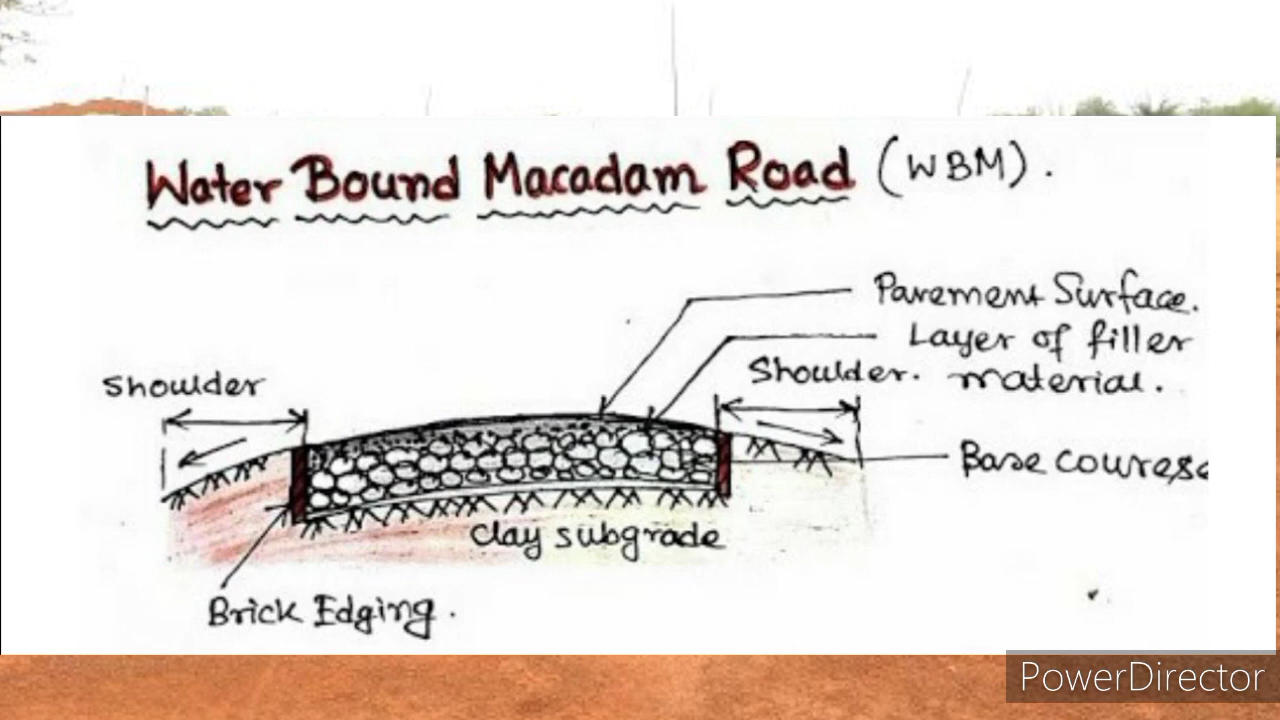 Water Bound Macadam Road (WBM).
Pavement Surface.
Layer of filler
material.
Shoulder
Shoulder.
Base courese
Clay subgrade
Brick Edging.
PowerDirector